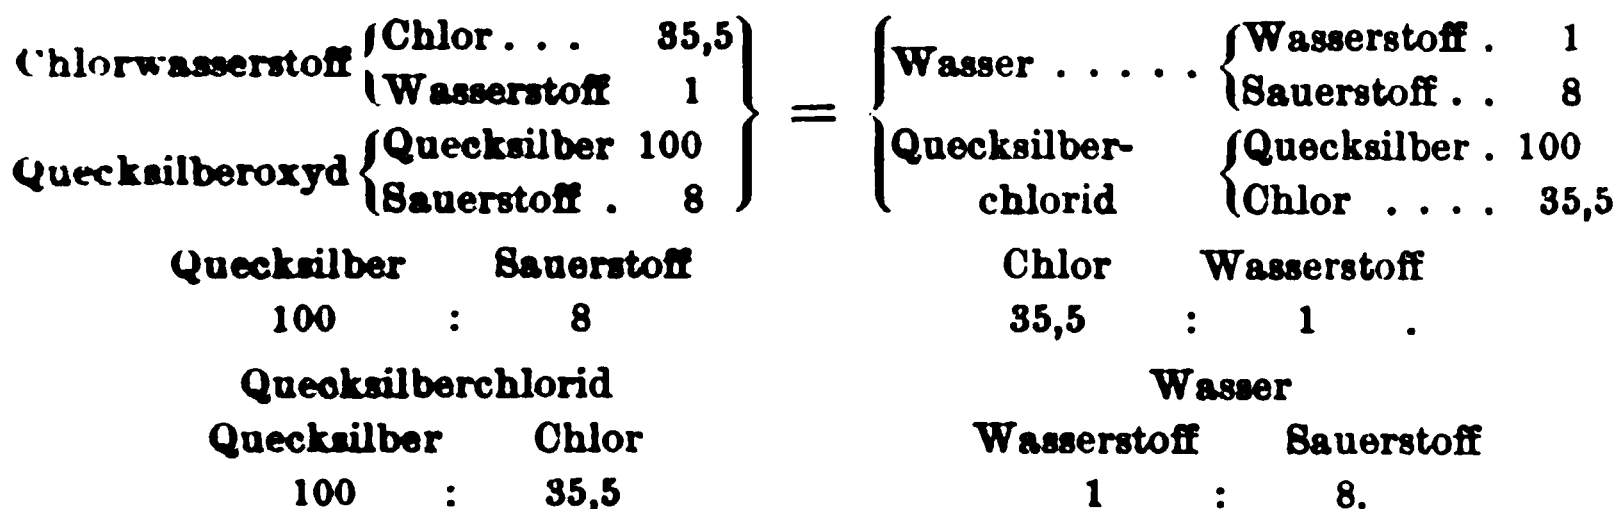 Chlorwasserstoff { Chlor . . . 35,5 } = { Wasser . . . . . { Wasserstoff . 1
{ Wasserstoff 1 { Sauerstoff . . 8
Quecksilberoxyd { Quecksilber 100 { Quecksilber- { Quecksilber . 100
{ Sauerstoff . 8 chlorid { Chlor . . . . 35,5
Quecksilber Sauerstoff Chlor Wasserstoff
100 : 8 35,5 : 1 .
Quecksilberchlorid Wasser
Quecksilber Chlor Wasserstoff Sauerstoff
100 : 35,5 1 : 8.